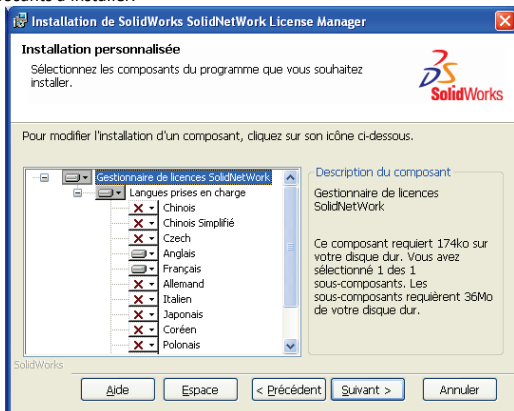 Installation de SolidWorks SolidNetWork License Manager
Installation personnalisée
Sélectionnez les composants du programme que vous souhaitez
installer.
SolidWorks
Pour modifier l'installation d'un composant, cliquez sur son icône ci-dessous.
Gestionnaire de licences SolidNetWork
Langues prises en charge
Chinois
Chinois Simplifié
Czech
Anglais
Français
Allemand
Italien
Japonais
Coréen
Polonais
Description du composant
Gestionnaire de licences
SolidNetWork
Ce composant requiert 174ko sur
votre disque dur. Vous avez
sélectionné 1 des 1
sous-composants. Les
sous-composants requièrent 36Mo
de votre disque dur.
SolidWorks
Aide
Espace
< Précédent
Suivant >
Annuler